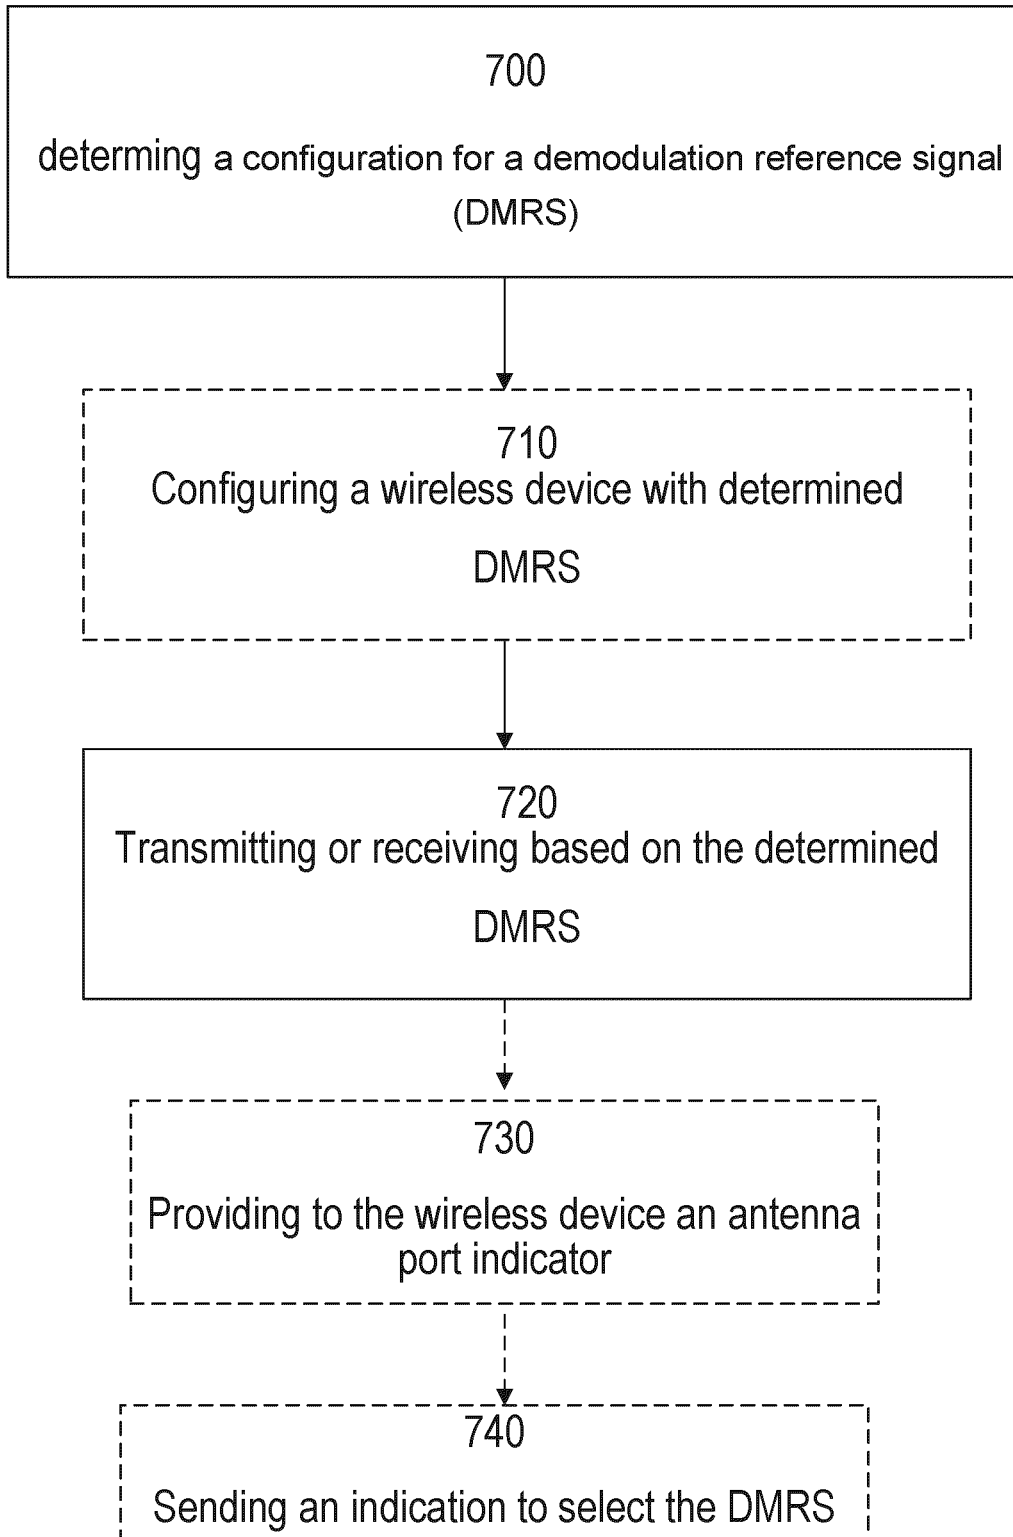 700
determing a configuration for a demodulation reference signal
(DMRS)
710
Configuring a wireless device with determined
DMRS
720
Transmitting or receiving based on the determined
DMRS
730
Providing to the wireless device an antenna
port indicator
740
Sending an indication to select the DMRS